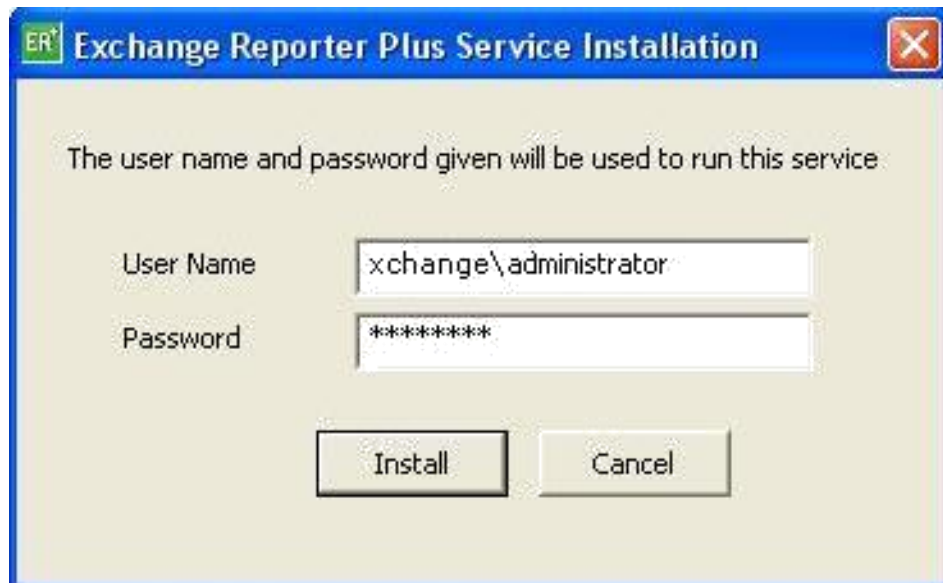 ER+ Exchange Reporter Plus Service Installation
The user name and password given will be used to run this service
User Name xchange\administrator
Password ********
Install Cancel